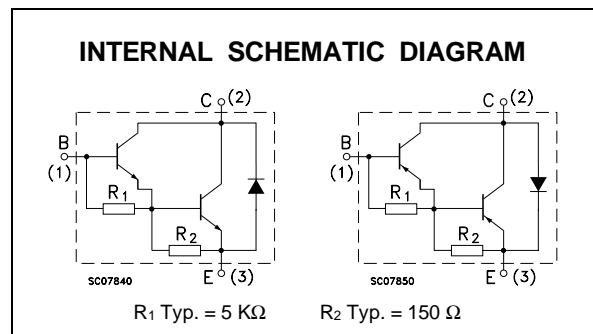 INTERNAL SCHEMATIC DIAGRAM
C (2) C (2)
B B
(1) (1)
R1 R1
R2 R2
E (3) E (3)
SC07840 SC07850
R1 Typ. = 5 KΩ R2 Typ. = 150 Ω